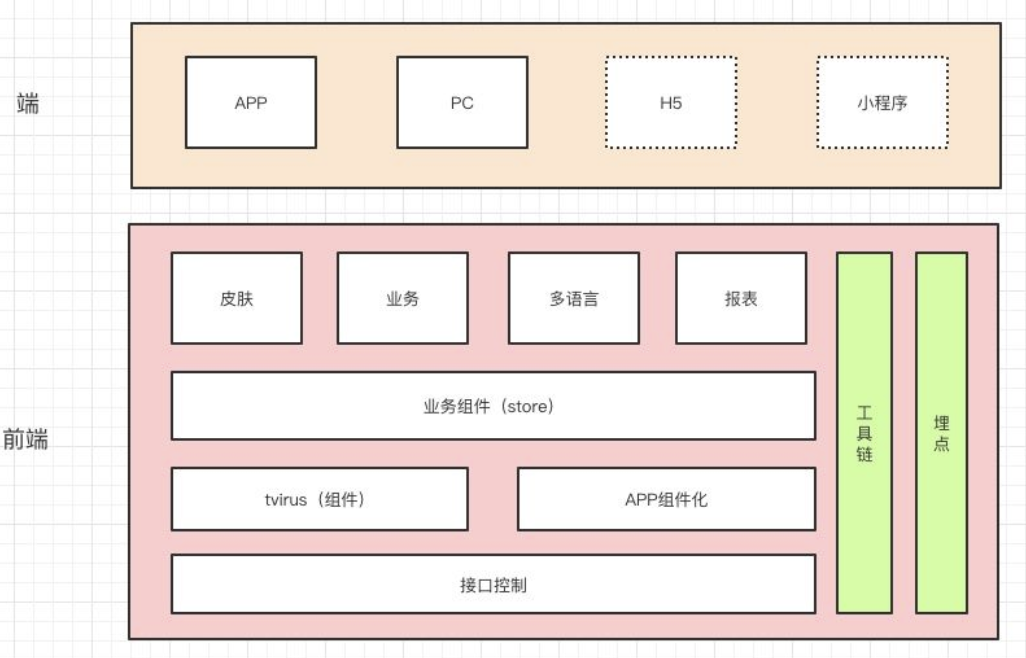 端
APP
PC
H5
小程序
前端
皮肤
业务
多语言
报表
业务组件（store）
tvirus（组件）
APP组件化
接口控制
工
具
链
埋
点